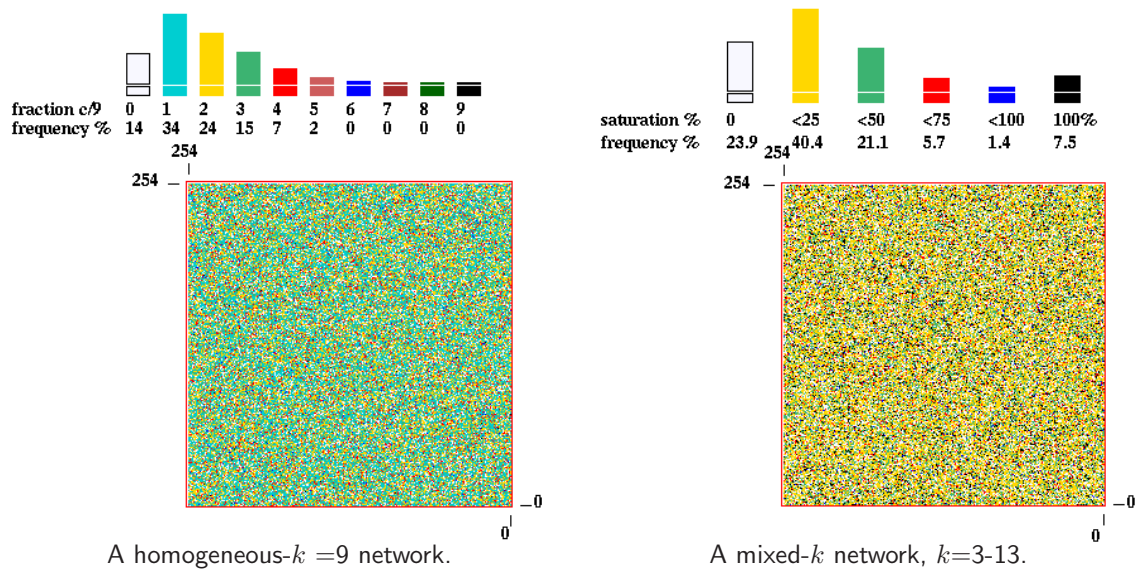 fraction c/9 0 1 2 3 4 5 6 7 8 9
frequency % 14 34 24 15 7 2 0 0 0 0
254
254
0
0
A homogeneous-k =9 network.
saturation % 0 <25 <50 <75 <100 100%
frequency % 23.9 40.4 21.1 5.7 1.4 7.5
254
254
0
0
A mixed-k network, k=3-13.